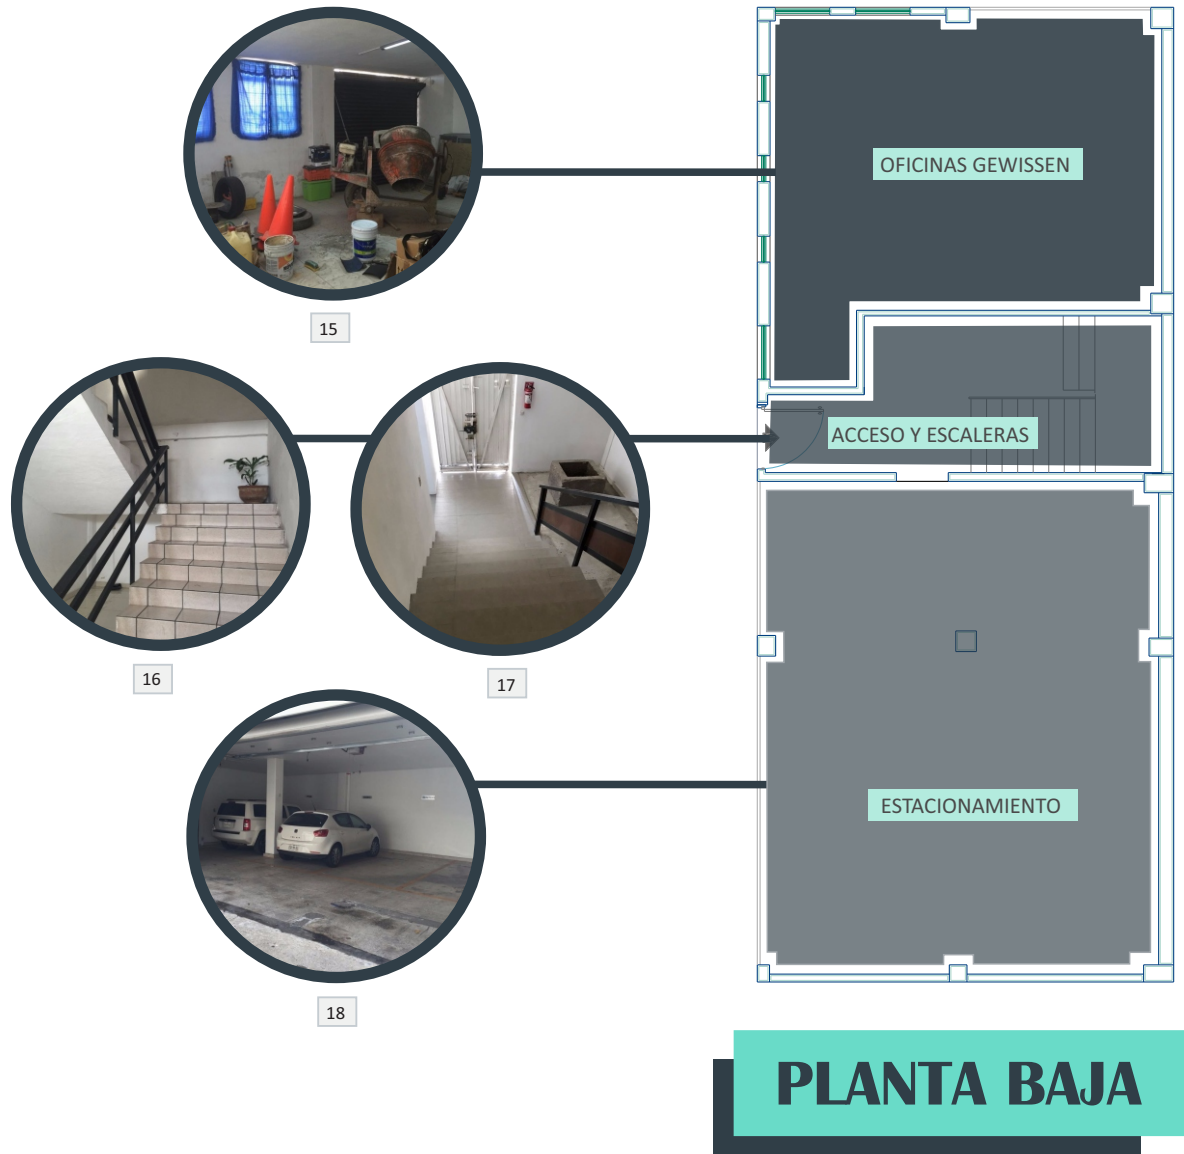 OFICINAS GEWISSEN
15
ACCESO Y ESCALERAS
16
17
ESTACIONAMIENTO
18
PLANTA BAJA